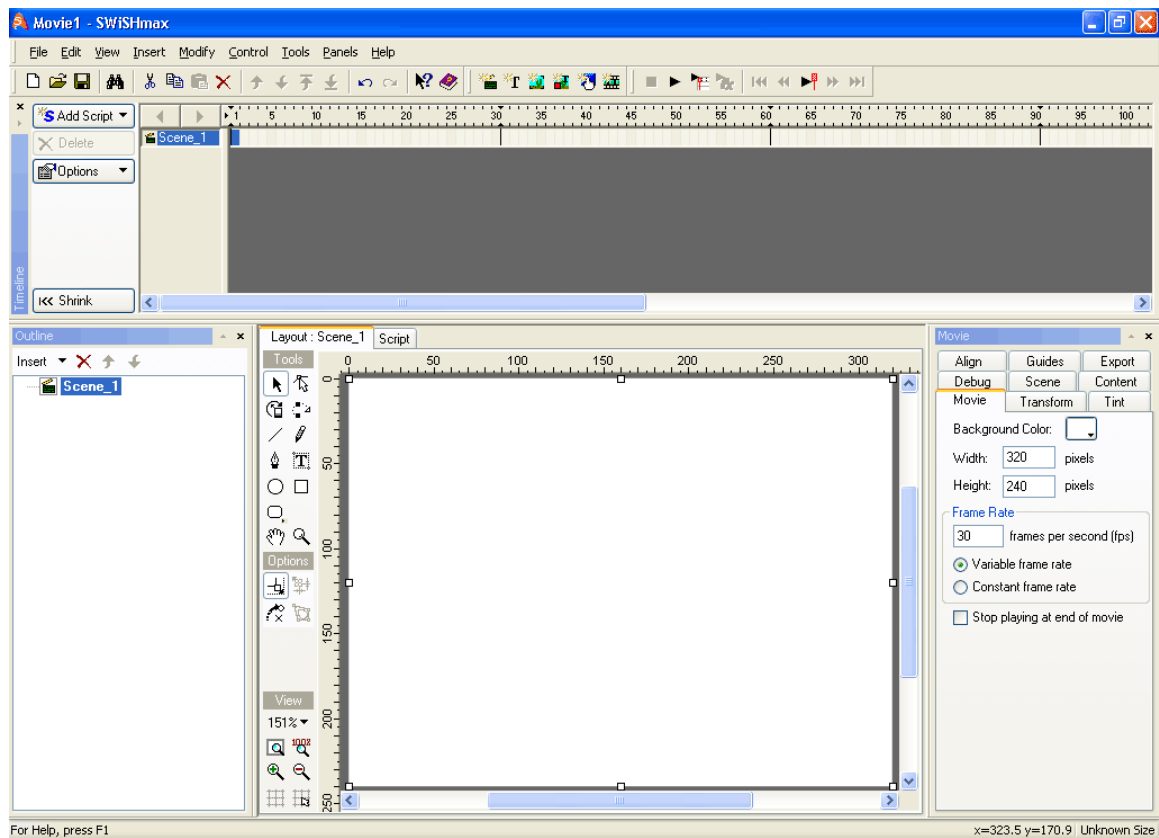 Movie1 - SWiSHmax
File Edit View Insert Modify Control Tools Panels Help
Add Script
1 5 10 15 20 25 30 35 40 45 50 55 60 65 70 75 80 85 90 95 100
Delete
Scene_1
Options
Timeline
Shrink
Outline
Insert
Scene_1
Layout : Scene_1 Script
Tools
0 50 100 150 200 250 300
0
50
100
150
200
250
Options
View
151%
100%
Movie
Align Guides Export
Debug Scene Content
Movie Transform Tint
Background Color:
Width: 320 pixels
Height: 240 pixels
Frame Rate
30 frames per second (fps)
Variable frame rate
Constant frame rate
Stop playing at end of movie
For Help, press F1
x=323.5 y=170.9 Unknown Size